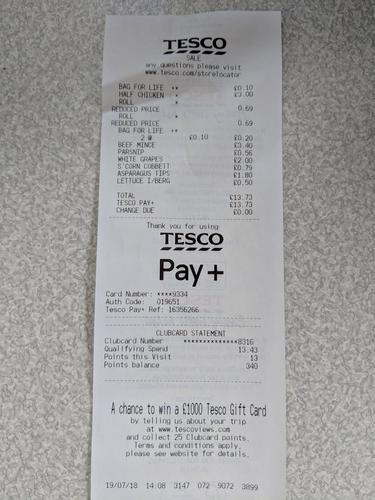 TESCO
SALE
any questions please visit
www.tesco.com/storelocator
BAG FOR LIFE ** £0.10
HALF CHICKEN * £3.00
ROLL *
REDUCED PRICE 0.69
ROLL *
REDUCED PRICE 0.69
BAG FOR LIFE **
2 @ £0.10 £0.20
BEEF MINCE £3.40
PARSNIP £0.56
WHITE GRAPES £2.00
S'CORN COBBETT £0.79
ASPARAGUS TIPS £1.80
LETTUCE I/BERG £0.50
TOTAL £13.73
TESCO PAY+ £13.73
CHANGE DUE £0.00
Thank you for using
TESCO
Pay+
Card Number: ****9334
Auth Code: 019651
Tesco Pay+ Ref: 16356266
CLUBCARD STATEMENT
Clubcard Number **************8316
Qualifying Spend 13.43
Points this Visit 13
Points balance 340
A chance to win a £1000 Tesco Gift Card
by telling us about your trip
at www.tescoviews.com
and collect 25 Clubcard points.
Terms and conditions apply
please see website for details.
19/07/18 14:08 3147 072 9072 3899